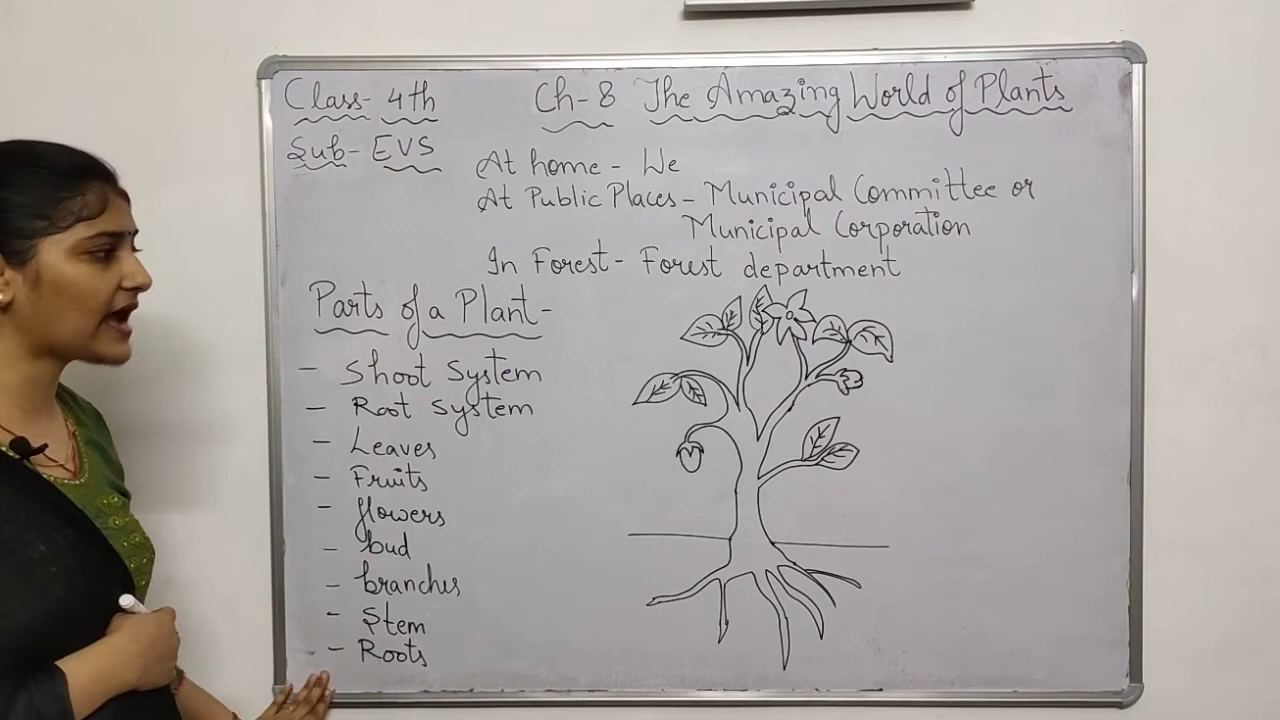 Class- 4th
Ch-8 The Amazing World of Plants
Sub- EVS
At home - We
At Public Places - Municipal Committee or
Municipal Corporation
In Forest - Forest department
Parts of a Plant-
- Shoot System
- Root System
- Leaves
- Fruits
- flowers
- bud
- branches
- Stem
- Roots